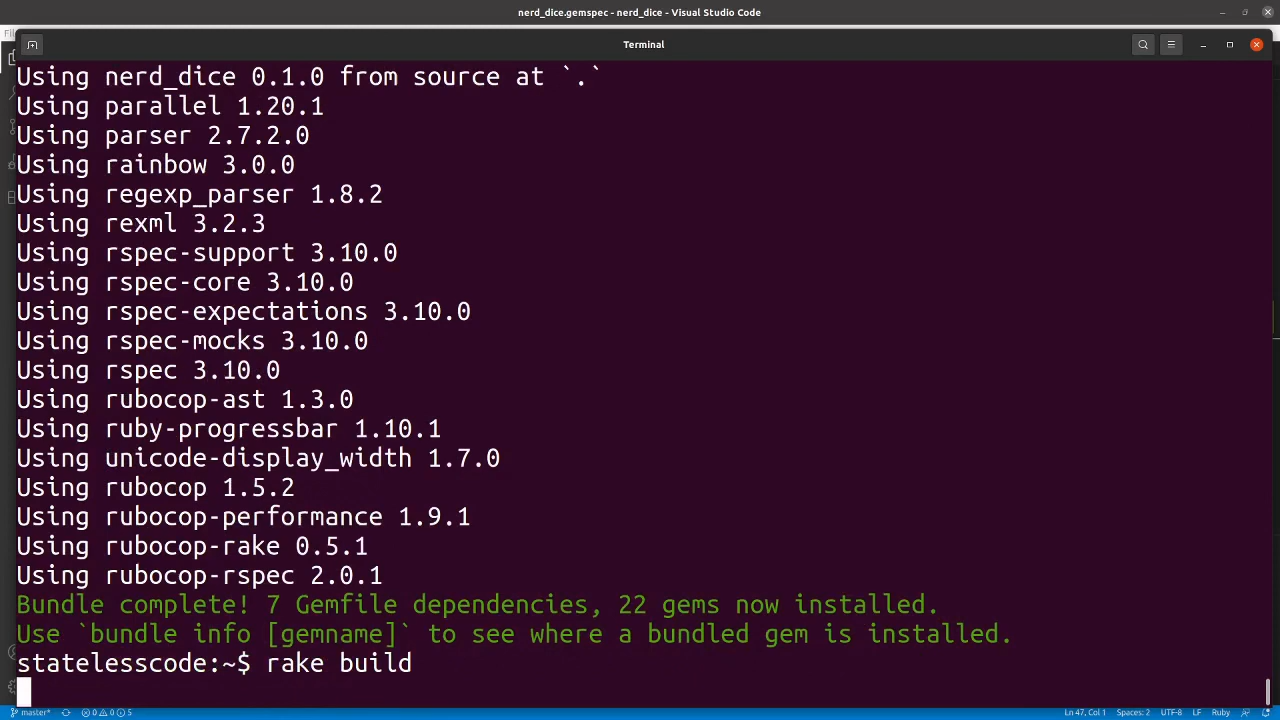 nerd_dice.gemspec - nerd_dice - Visual Studio Code
Fil
Terminal
Using nerd_dice 0.1.0 from source at `.`
Using parallel 1.20.1
Using parser 2.7.2.0
Using rainbow 3.0.0
Using regexp_parser 1.8.2
Using rexml 3.2.3
Using rspec-support 3.10.0
Using rspec-core 3.10.0
Using rspec-expectations 3.10.0
Using rspec-mocks 3.10.0
Using rspec 3.10.0
Using rubocop-ast 1.3.0
Using ruby-progressbar 1.10.1
Using unicode-display_width 1.7.0
Using rubocop 1.5.2
Using rubocop-performance 1.9.1
Using rubocop-rake 0.5.1
Using rubocop-rspec 2.0.1
Bundle complete! 7 Gemfile dependencies, 22 gems now installed.
Use `bundle info [gemname]` to see where a bundled gem is installed.
statelesscode:~$ rake build
master* 0 0 5 Ln 47, Col 1 Spaces: 2 UTF-8 LF Ruby